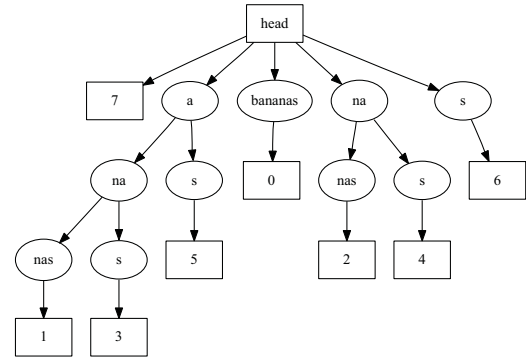 head
7 a bananas na s
na s 0 nas s 6
nas s 5 2 4
1 3